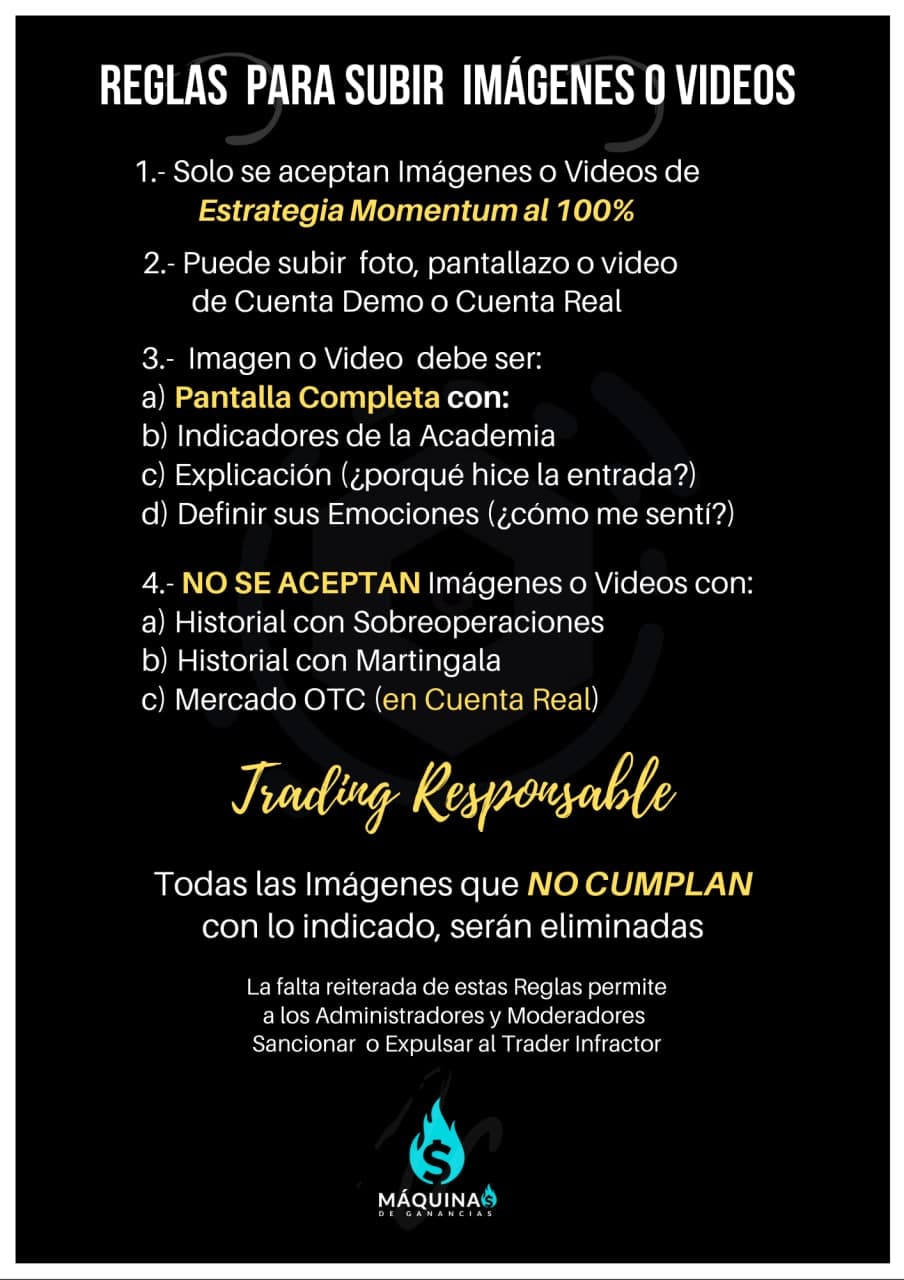 REGLAS PARA SUBIR IMÁGENES O VIDEOS
1.- Solo se aceptan Imágenes o Videos de
Estrategia Momentum al 100%
2.- Puede subir foto, pantallazo o video
de Cuenta Demo o Cuenta Real
3.- Imagen o Video debe ser:
a) Pantalla Completa con:
b) Indicadores de la Academia
c) Explicación (¿porqué hice la entrada?)
d) Definir sus Emociones (¿cómo me sentí?)
4.- NO SE ACEPTAN Imágenes o Videos con:
a) Historial con Sobreoperaciones
b) Historial con Martingala
c) Mercado OTC (en Cuenta Real)
Trading Responsable
Todas las Imágenes que NO CUMPLAN
con lo indicado, serán eliminadas
La falta reiterada de estas Reglas permite
a los Administradores y Moderadores
Sancionar o Expulsar al Trader Infractor
$
MÁQUINA$
DE GANANCIAS